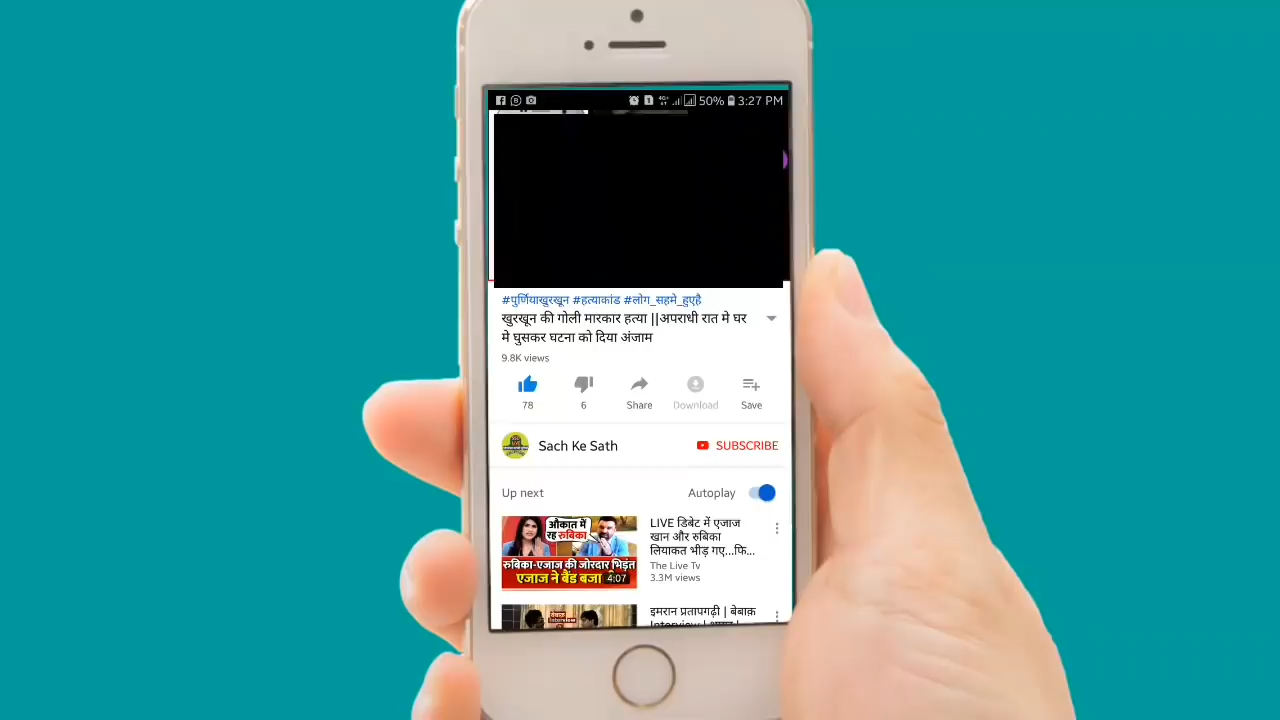 50% 3:27 PM
#पुर्णियाखुरखून #हत्याकांड #लोग_सहमे_हुएहै
खुरखून की गोली मारकार हत्या ||अपराधी रात मे घर
मे घुसकर घटना को दिया अंजाम
9.8K views
78
6
Share
Download
Save
Sach Ke Sath
SUBSCRIBE
Up next
Autoplay
औकात में
रह रुबिका
रुबिका-एजाज की जोरदार भिड़ंत
एजाज ने बैंड बजा
4:07
LIVE डिबेट में एजाज
खान और रुबिका
लियाकत भीड़ गए...फि...
The Live Tv
3.3M views
बेबाक़
Interview
इमरान प्रतापगढ़ी | बेबाक़
Interview |